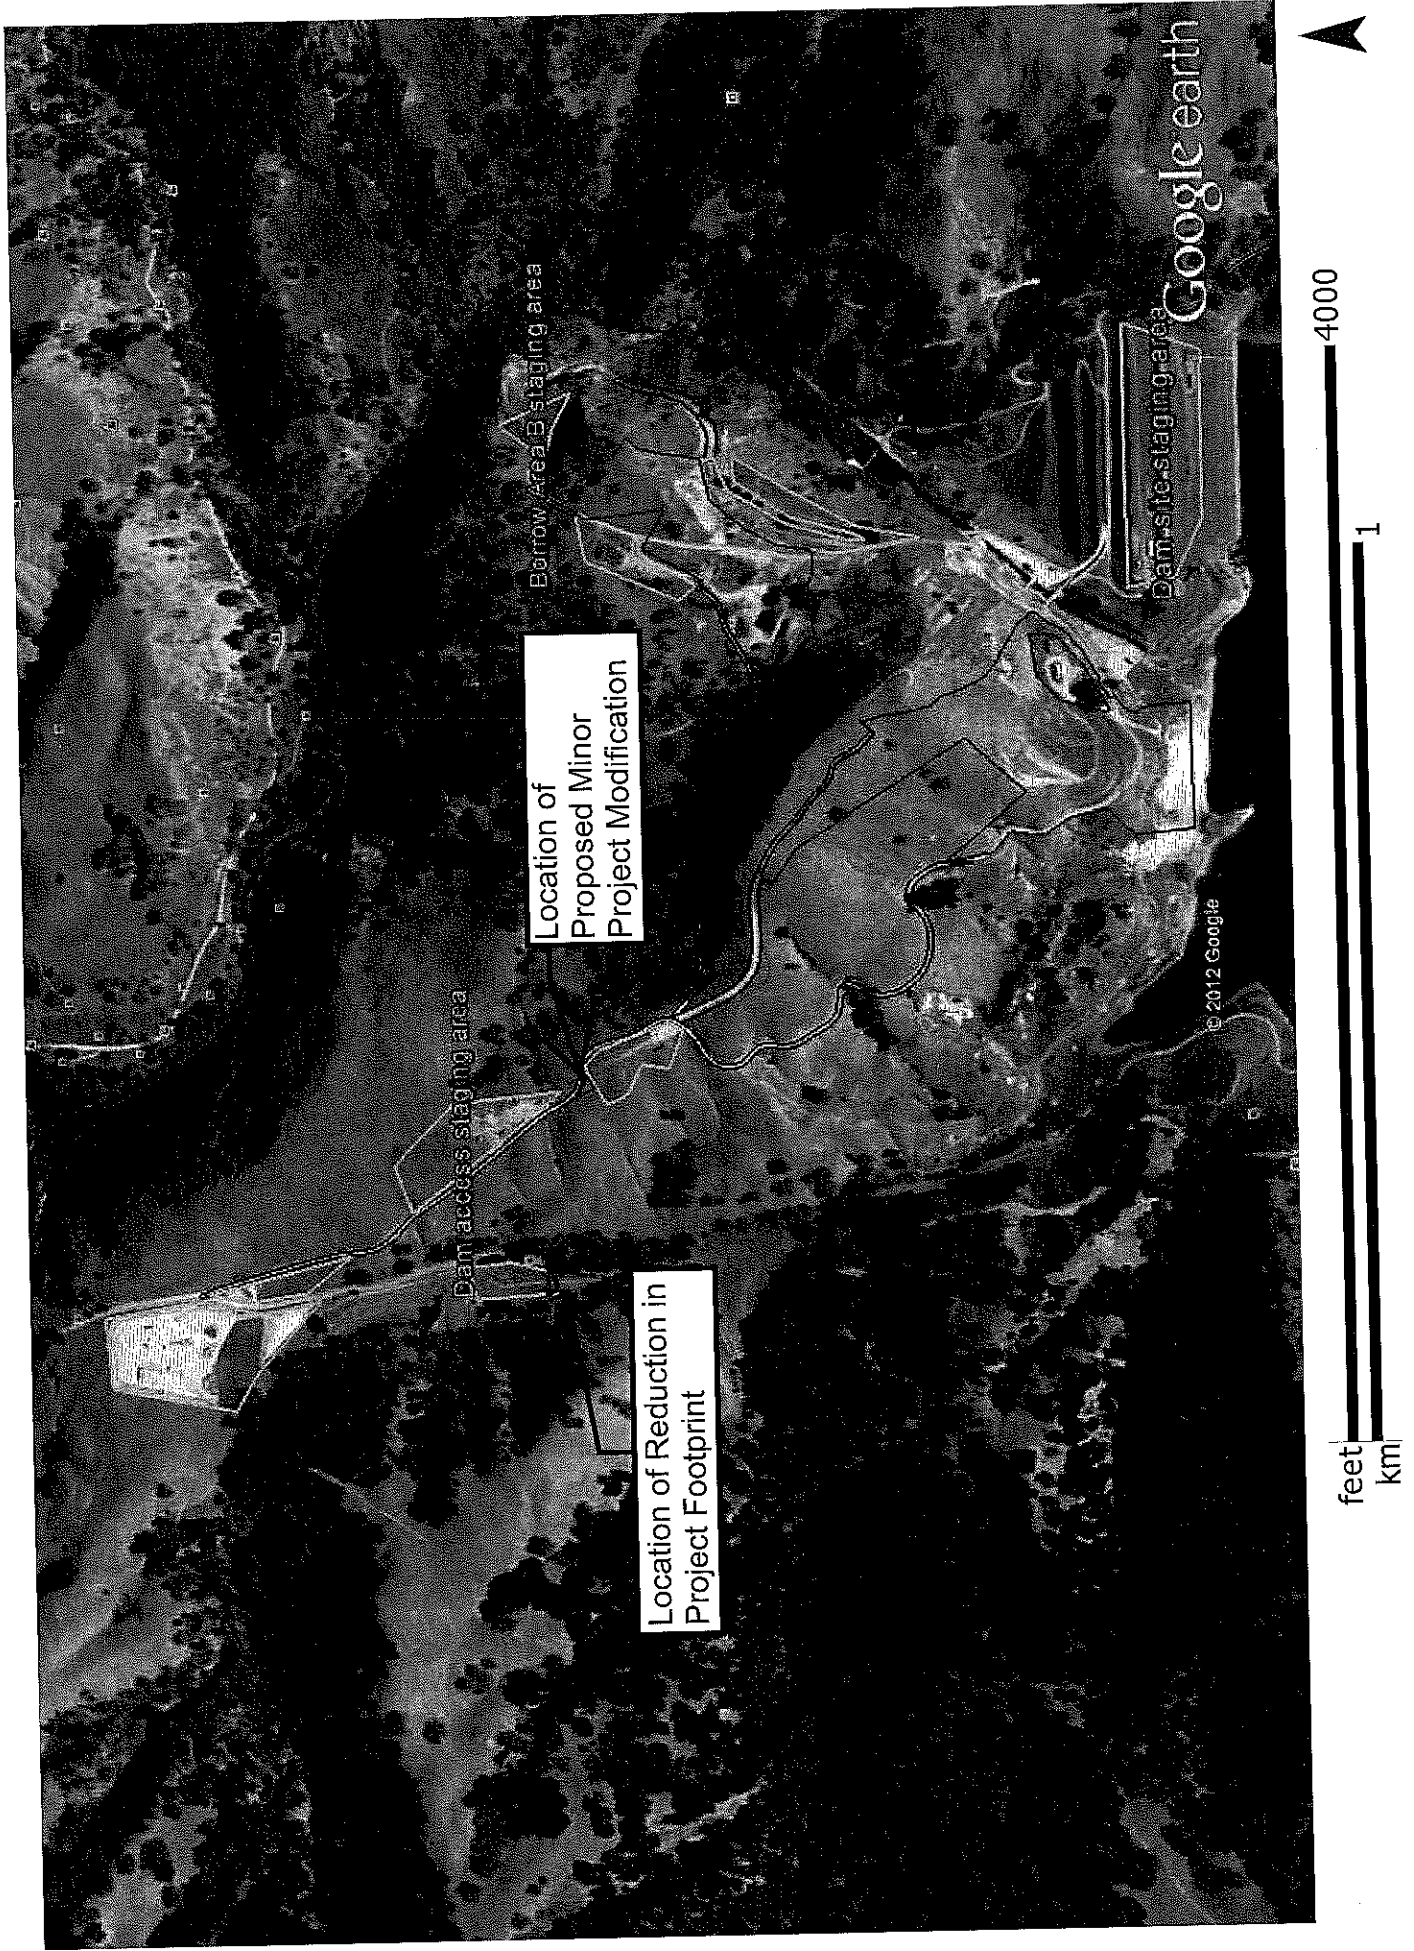 Borrow Area B staging area
Location of
Proposed Minor
Project Modification
Dam access staging area
Location of Reduction in
Project Footprint
Dam site staging area
Google earth
© 2012 Google
feet
4000
km
1